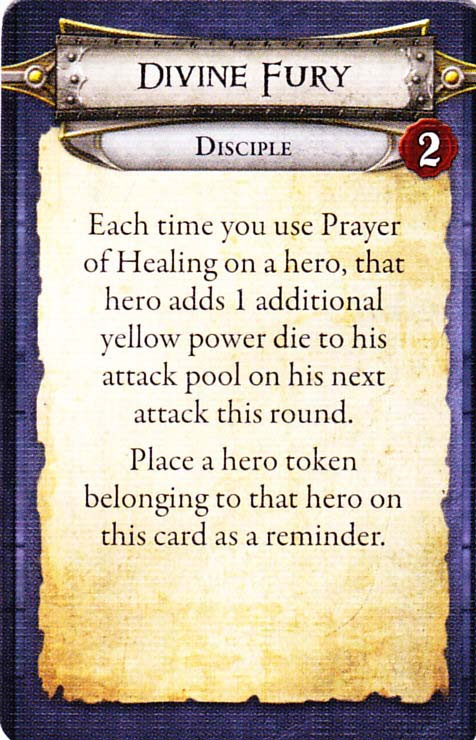 Divine Fury
Disciple
2
Each time you use Prayer
of Healing on a hero, that
hero adds 1 additional
yellow power die to his
attack pool on his next
attack this round.
Place a hero token
belonging to that hero on
this card as a reminder.